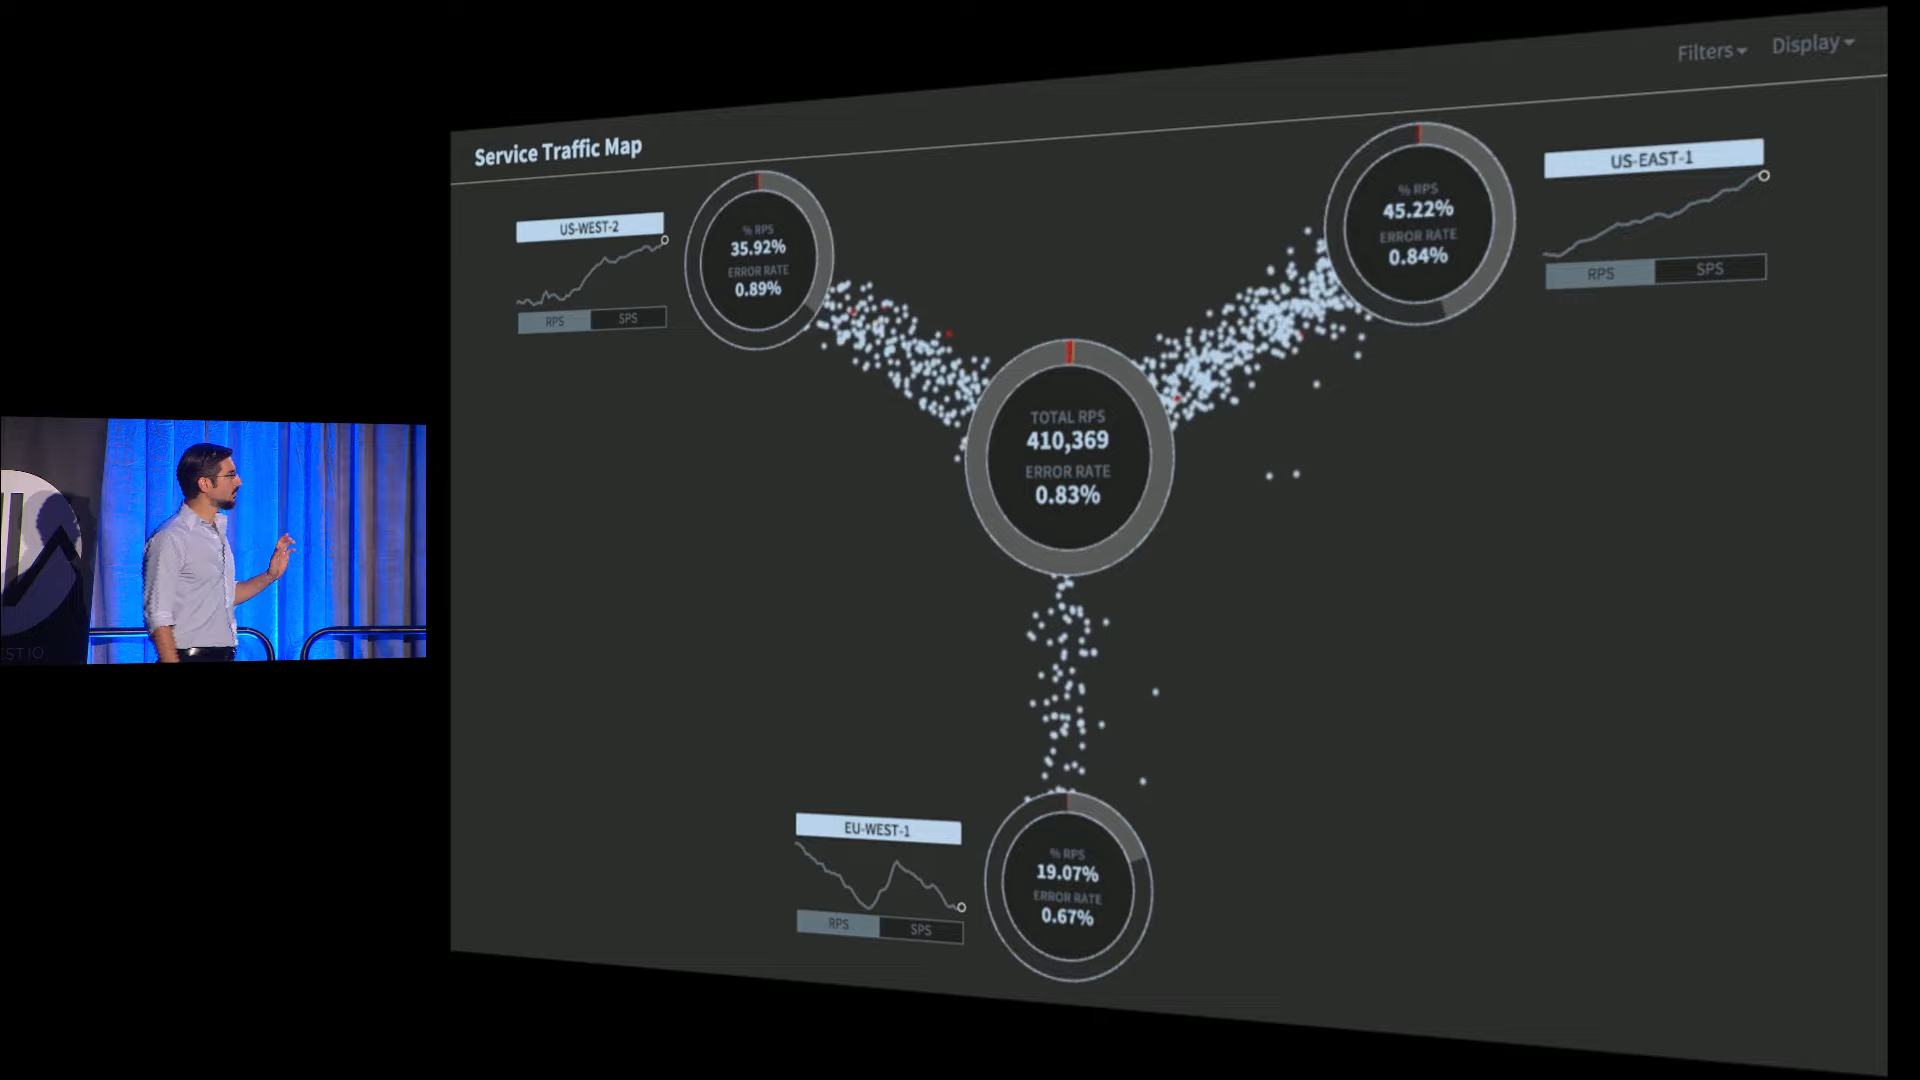 Filters
Display
Service Traffic Map
US-WEST-2
RPS
SPS
% RPS
35.92%
ERROR RATE
0.89%
% RPS
45.22%
ERROR RATE
0.84%
US-EAST-1
RPS
SPS
TOTAL RPS
410,369
ERROR RATE
0.83%
EU-WEST-1
RPS
SPS
% RPS
19.07%
ERROR RATE
0.67%
EST IO